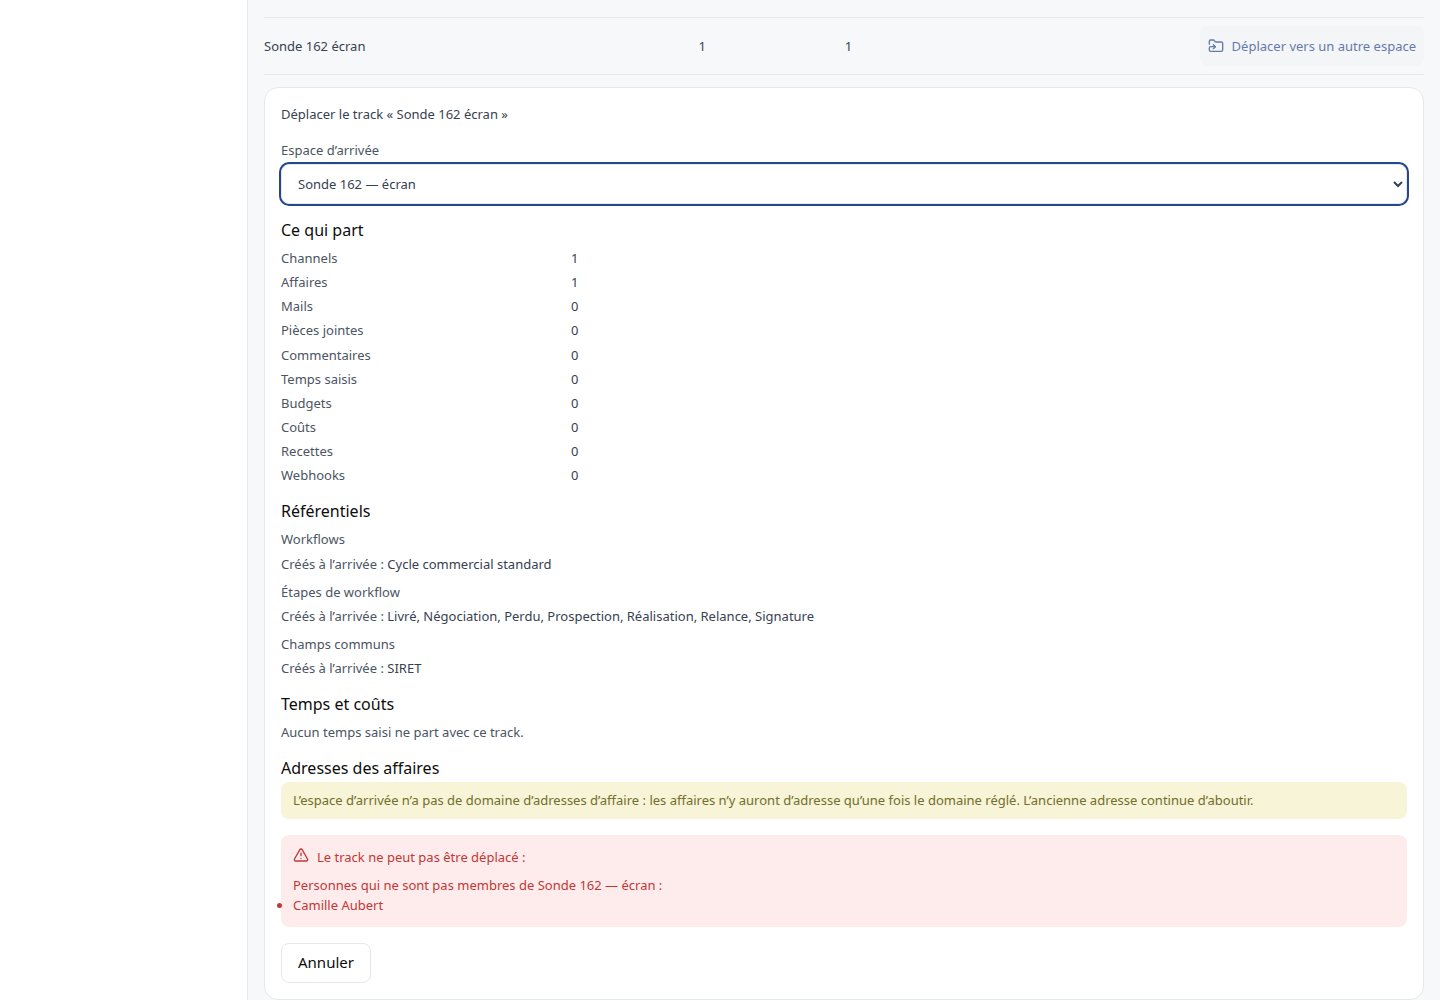 Sonde 162 écran 1 1 Déplacer vers un autre espace
Déplacer le track « Sonde 162 écran »
Espace d’arrivée
Sonde 162 — écran
Ce qui part
Channels 1
Affaires 1
Mails 0
Pièces jointes 0
Commentaires 0
Temps saisis 0
Budgets 0
Coûts 0
Recettes 0
Webhooks 0
Référentiels
Workflows
Créés à l’arrivée : Cycle commercial standard
Étapes de workflow
Créés à l’arrivée : Livré, Négociation, Perdu, Prospection, Réalisation, Relance, Signature
Champs communs
Créés à l’arrivée : SIRET
Temps et coûts
Aucun temps saisi ne part avec ce track.
Adresses des affaires
L’espace d’arrivée n’a pas de domaine d’adresses d’affaire : les affaires n’y auront d’adresse qu’une fois le domaine réglé. L’ancienne adresse continue d’aboutir.
Le track ne peut pas être déplacé :
Personnes qui ne sont pas membres de Sonde 162 — écran :
• Camille Aubert
Annuler